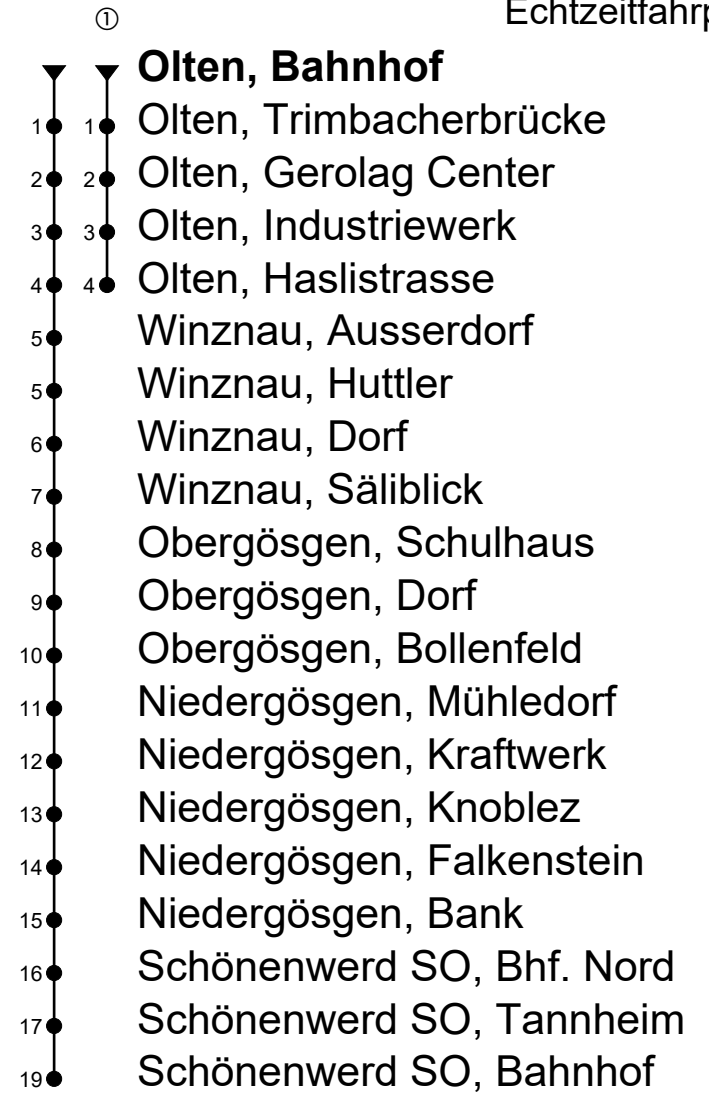 ① Echtzeitfahrp
Olten, Bahnhof
1 1 Olten, Trimbacherbrücke
2 2 Olten, Gerolag Center
3 3 Olten, Industriewerk
4 4 Olten, Haslistrasse
5 Winznau, Ausserdorf
5 Winznau, Huttler
6 Winznau, Dorf
7 Winznau, Säliblick
8 Obergösgen, Schulhaus
9 Obergösgen, Dorf
10 Obergösgen, Bollenfeld
11 Niedergösgen, Mühledorf
12 Niedergösgen, Kraftwerk
13 Niedergösgen, Knoblez
14 Niedergösgen, Falkenstein
15 Niedergösgen, Bank
16 Schönenwerd SO, Bhf. Nord
17 Schönenwerd SO, Tannheim
19 Schönenwerd SO, Bahnhof